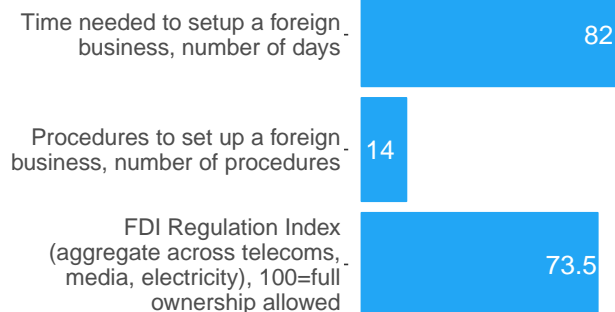 Time needed to setup a foreign
business, number of days
82
Procedures to set up a foreign
business, number of procedures
14
FDI Regulation Index
(aggregate across telecoms,
media, electricity), 100=full
ownership allowed
73.5